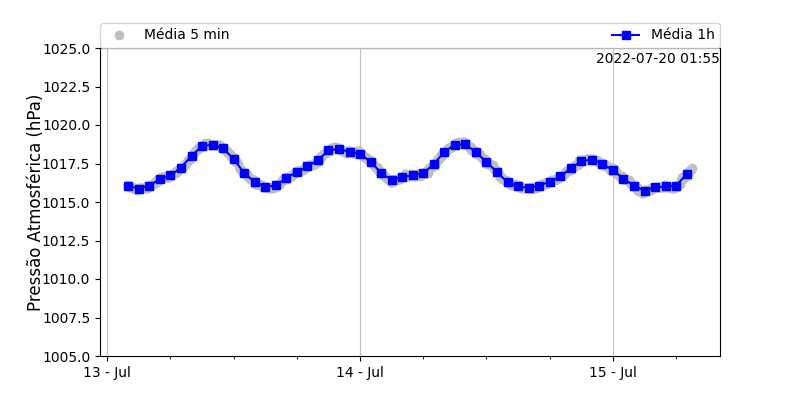 Média 5 min
Média 1h
2022-07-20 01:55
Pressão Atmosférica (hPa)
1025.0
1022.5
1020.0
1017.5
1015.0
1012.5
1010.0
1007.5
1005.0
13 - Jul
14 - Jul
15 - Jul